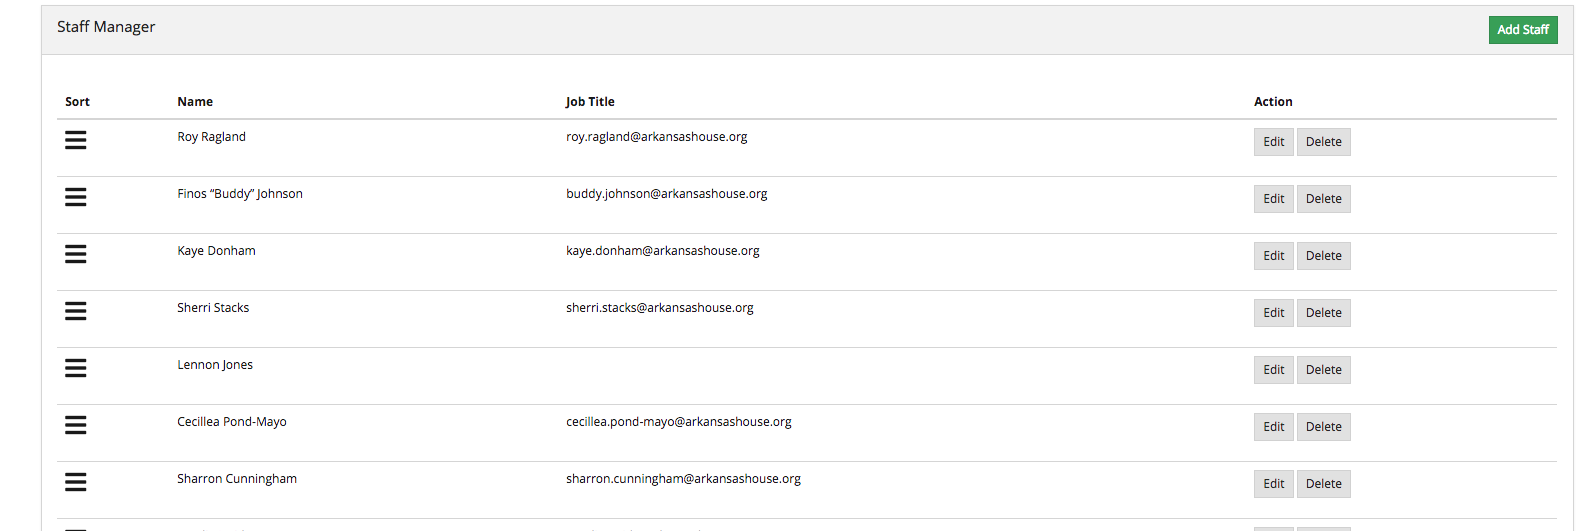 Staff Manager
Add Staff
Sort Name Job Title Action
Roy Ragland roy.ragland@arkansashouse.org Edit Delete
Finos “Buddy” Johnson buddy.johnson@arkansashouse.org Edit Delete
Kaye Donham kaye.donham@arkansashouse.org Edit Delete
Sherri Stacks sherri.stacks@arkansashouse.org Edit Delete
Lennon Jones Edit Delete
Cecillea Pond-Mayo cecillea.pond-mayo@arkansashouse.org Edit Delete
Sharron Cunningham sharron.cunningham@arkansashouse.org Edit Delete